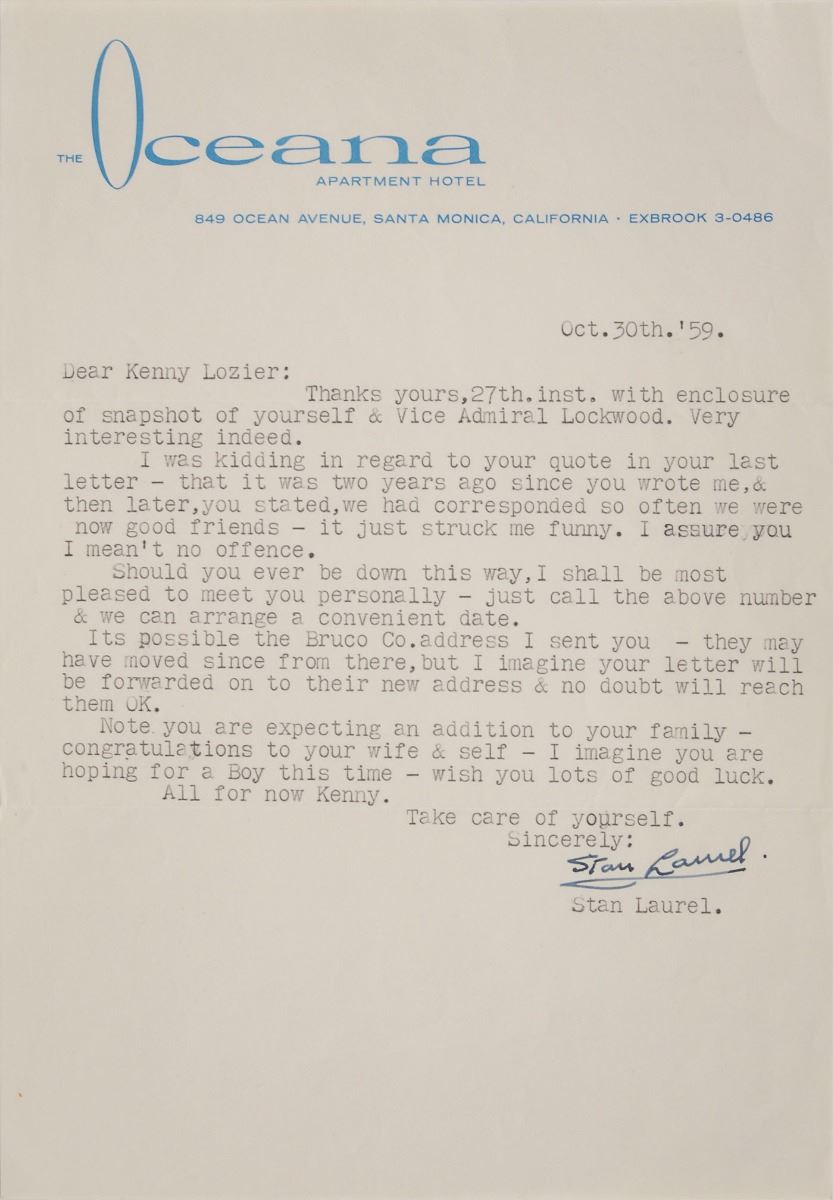 THE Oceana
APARTMENT HOTEL
849 OCEAN AVENUE, SANTA MONICA, CALIFORNIA · EXBROOK 3-0486
Oct.30th.'59.
Dear Kenny Lozier:
Thanks yours,27th.inst. with enclosure
of snapshot of yourself & Vice Admiral Lockwood. Very
interesting indeed.
I was kidding in regard to your quote in your last
letter - that it was two years ago since you wrote me,&
then later,you stated,we had corresponded so often we were
now good friends - it just struck me funny. I assure you
I mean't no offence.
Should you ever be down this way,I shall be most
pleased to meet you personally - just call the above number
& we can arrange a convenient date.
Its possible the Bruco Co.address I sent you - they may
have moved since from there,but I imagine your letter will
be forwarded on to their new address & no doubt will reach
them OK.
Note you are expecting an addition to your family -
congratulations to your wife & self - I imagine you are
hoping for a Boy this time - wish you lots of good luck.
All for now Kenny.
Take care of yourself.
Sincerely:
Stan Laurel.
Stan Laurel.